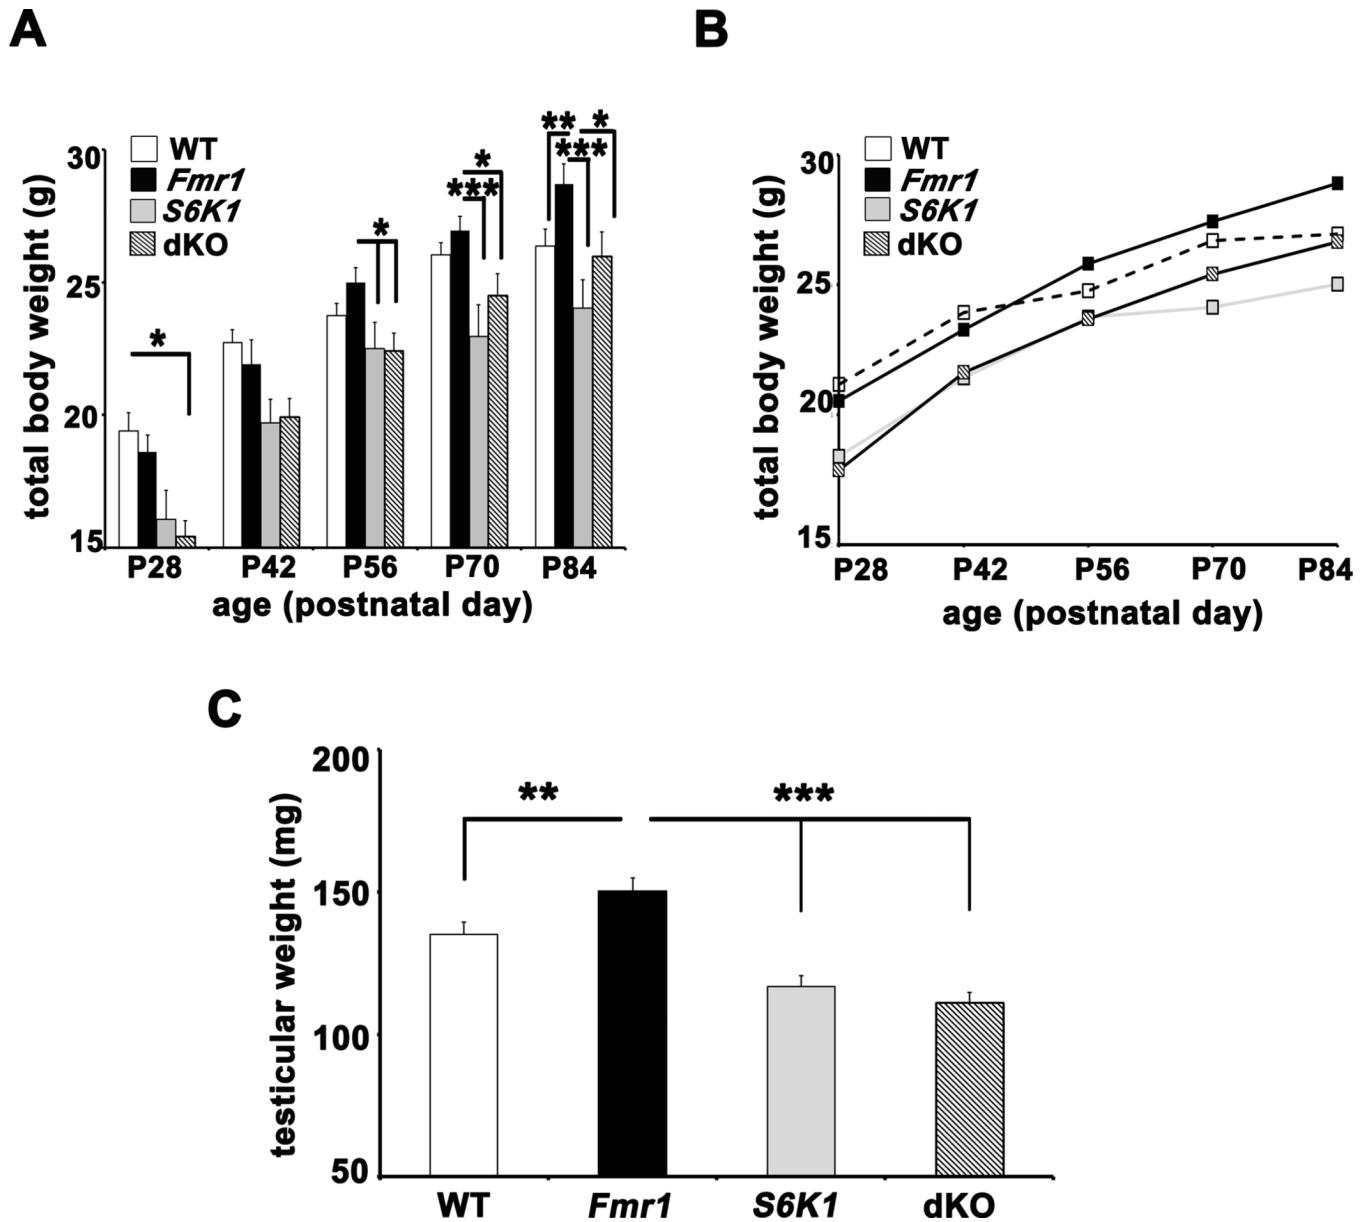 A
total body weight (g)
30
25
20
15
WT
Fmr1
S6K1
dKO
*
*
*
***
**
*
***
P28 P42 P56 P70 P84
age (postnatal day)
B
total body weight (g)
30
25
20
15
WT
Fmr1
S6K1
dKO
P28 P42 P56 P70 P84
age (postnatal day)
C
testicular weight (mg)
200
150
100
50
**
***
WT Fmr1 S6K1 dKO